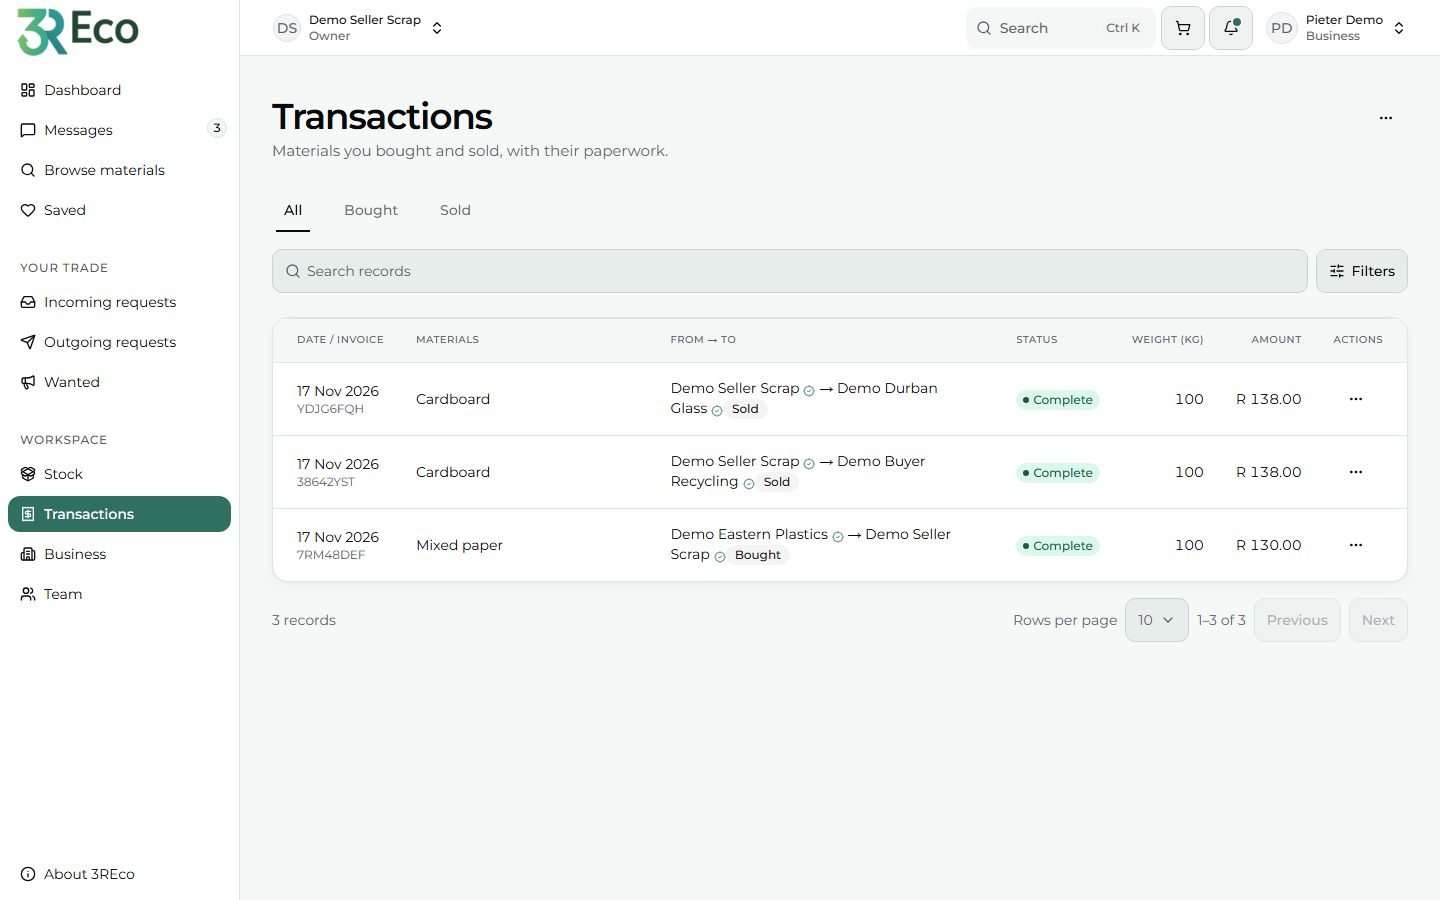 3R Eco
Dashboard
Messages
3
Browse materials
Saved
YOUR TRADE
Incoming requests
Outgoing requests
Wanted
WORKSPACE
Stock
Transactions
Business
Team
About 3REco
DS
Demo Seller Scrap
Owner
Search
Ctrl K
PD
Pieter Demo
Business
Transactions
Materials you bought and sold, with their paperwork.
All
Bought
Sold
Search records
Filters
DATE / INVOICE
MATERIALS
FROM → TO
STATUS
WEIGHT (KG)
AMOUNT
ACTIONS
17 Nov 2026
YDJG6FQH
Cardboard
Demo Seller Scrap → Demo Durban
Glass Sold
Complete
100
R 138.00
17 Nov 2026
38642YST
Cardboard
Demo Seller Scrap → Demo Buyer
Recycling Sold
Complete
100
R 138.00
17 Nov 2026
7RM48DEF
Mixed paper
Demo Eastern Plastics → Demo Seller
Scrap Bought
Complete
100
R 130.00
3 records
Rows per page
10
1–3 of 3
Previous
Next